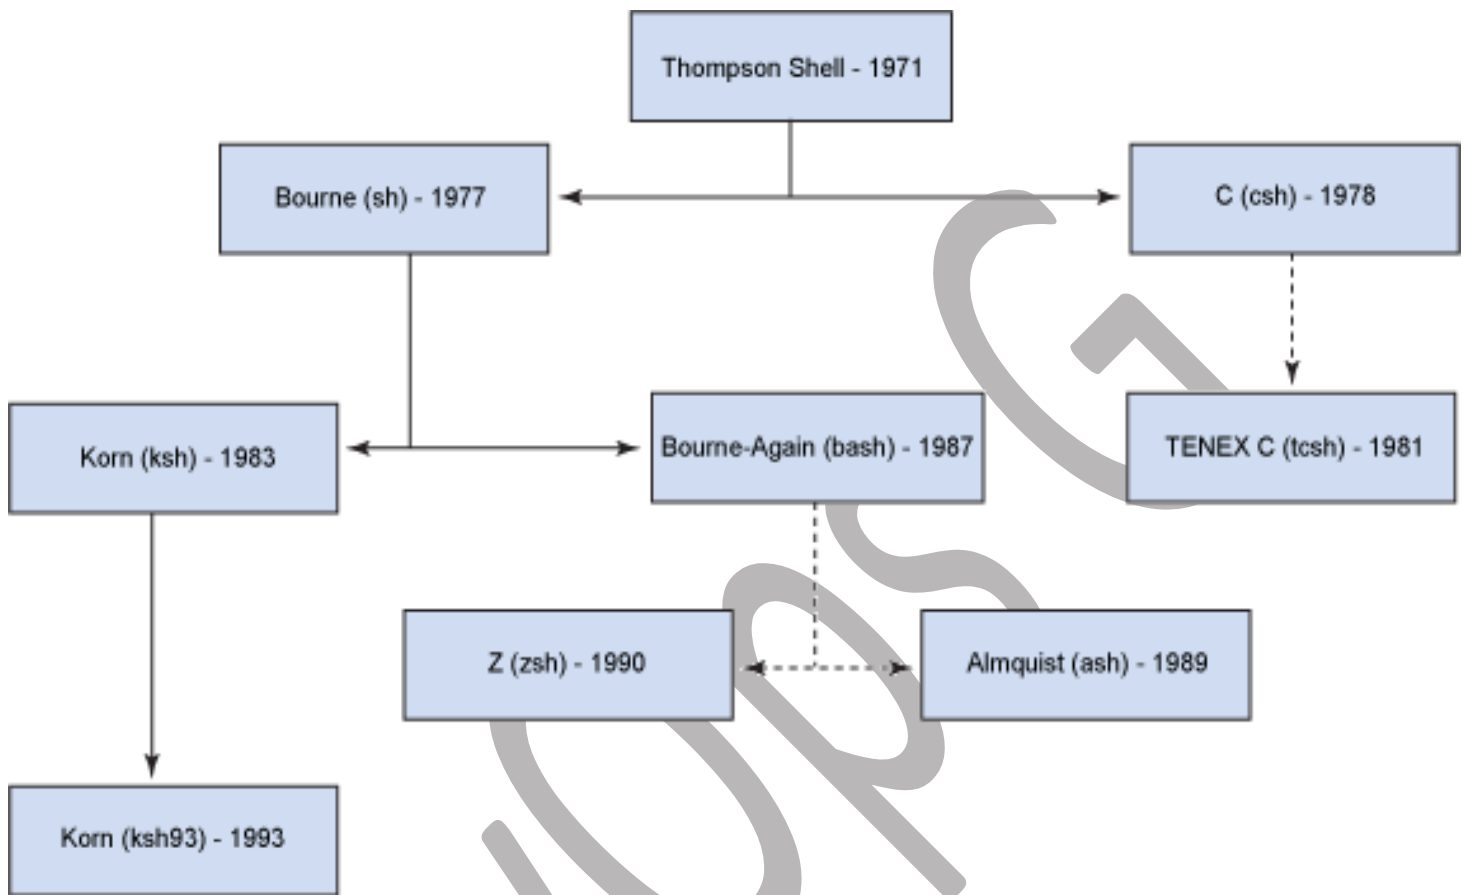 Thompson Shell - 1971
Bourne (sh) - 1977
C (csh) - 1978
Korn (ksh) - 1983
Bourne-Again (bash) - 1987
TENEX C (tcsh) - 1981
Z (zsh) - 1990
Almquist (ash) - 1989
Korn (ksh93) - 1993